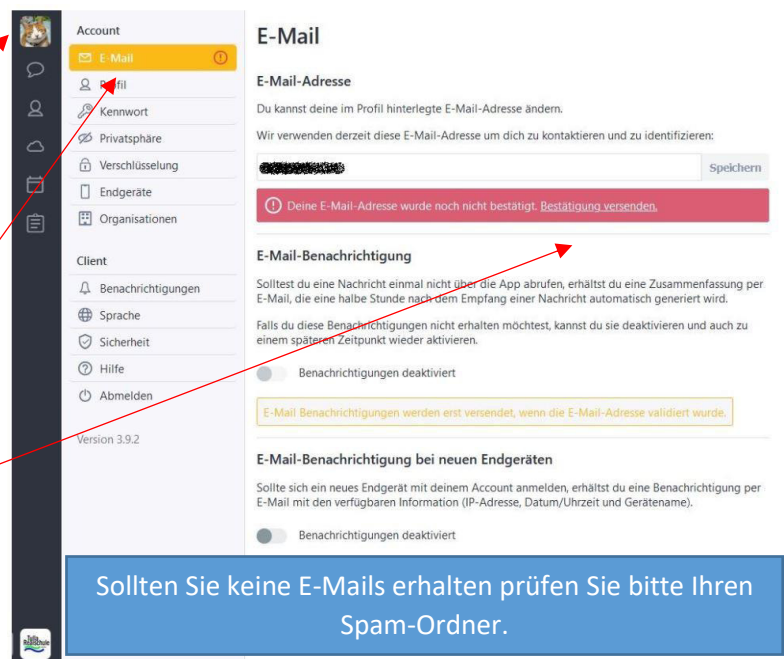 Account
E-Mail
Profil
Kennwort
Privatsphäre
Verschlüsselung
Endgeräte
Organisationen
Client
Benachrichtigungen
Sprache
Sicherheit
Hilfe
Abmelden
Version 3.9.2
E-Mail
E-Mail-Adresse
Du kannst deine im Profil hinterlegte E-Mail-Adresse ändern.
Wir verwenden derzeit diese E-Mail-Adresse um dich zu kontaktieren und zu identifizieren:
Speichern
Deine E-Mail-Adresse wurde noch nicht bestätigt. Bestätigung versenden.
E-Mail-Benachrichtigung
Solltest du eine Nachricht einmal nicht über die App abrufen, erhältst du eine Zusammenfassung per
E-Mail, die eine halbe Stunde nach dem Empfang einer Nachricht automatisch generiert wird.
Falls du diese Benachrichtigungen nicht erhalten möchtest, kannst du sie deaktivieren und auch zu
einem späteren Zeitpunkt wieder aktivieren.
Benachrichtigungen deaktiviert
E-Mail Benachrichtigungen werden erst versendet, wenn die E-Mail-Adresse validiert wurde.
E-Mail-Benachrichtigung bei neuen Endgeräten
Sollte sich ein neues Endgerät mit deinem Account anmelden, erhältst du eine Benachrichtigung per
E-Mail mit den verfügbaren Information (IP-Adresse, Datum/Uhrzeit und Gerätename).
Benachrichtigungen deaktiviert
Sollten Sie keine E-Mails erhalten prüfen Sie bitte Ihren
Spam-Ordner.
Realschule